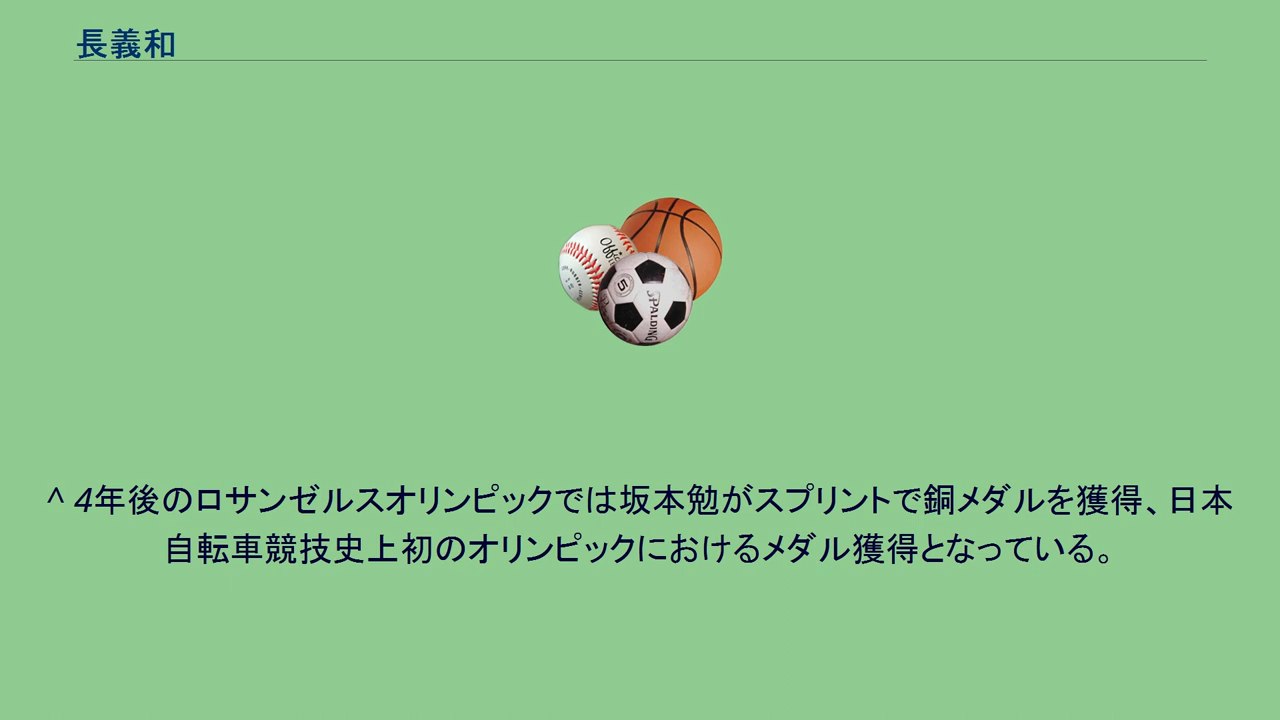 長義和
Offic
5
SPALDING
^ 4年後のロサンゼルスオリンピックでは坂本勉がスプリントで銅メダルを獲得、日本
自転車競技史上初のオリンピックにおけるメダル獲得となっている。